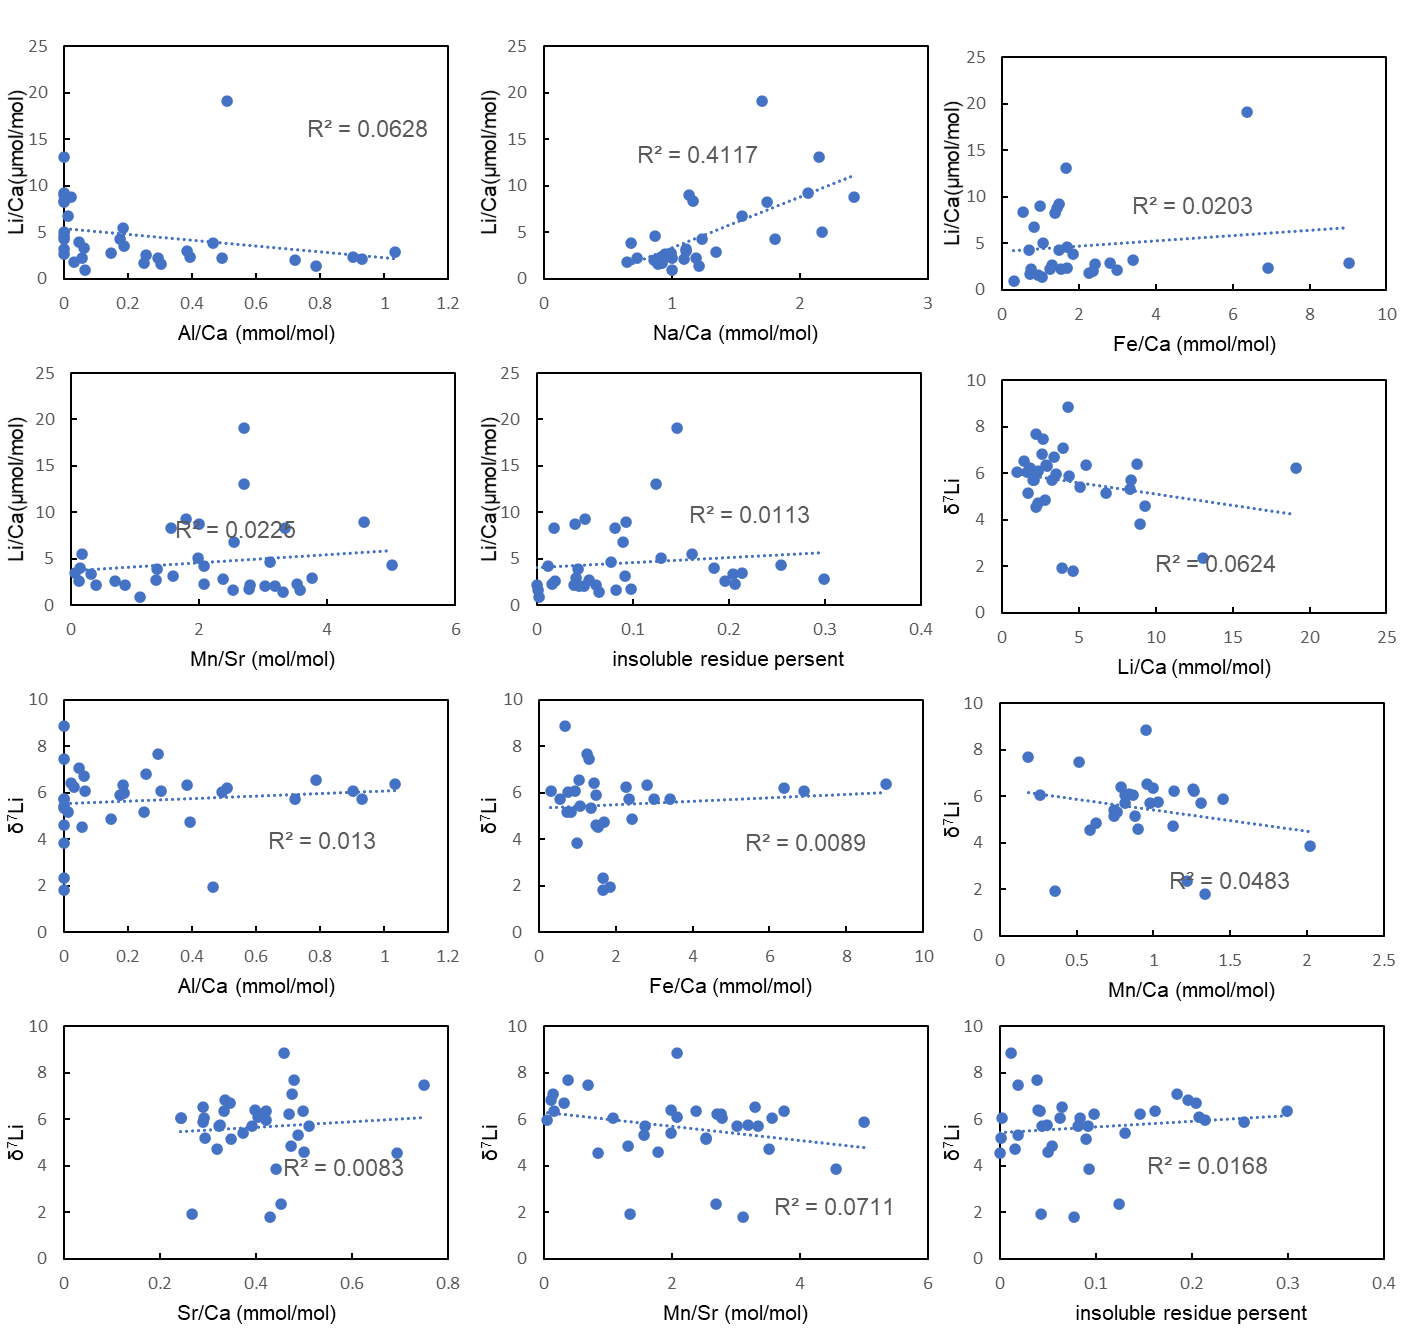 25
20
15
10
5
0
0 0.2 0.4 0.6 0.8 1 1.2
Li/Ca(μmol/mol)
Al/Ca (mmol/mol)
R² = 0.0628
25
20
15
10
5
0
0 1 2 3
Li/Ca(μmol/mol)
Na/Ca (mmol/mol)
R² = 0.4117
25
20
15
10
5
0
0 2 4 6 8 10
Li/Ca(μmol/mol)
Fe/Ca (mmol/mol)
R² = 0.0203
25
20
15
10
5
0
0 2 4 6
Li/Ca(μmol/mol)
Mn/Sr (mol/mol)
R² = 0.0225
25
20
15
10
5
0
0 0.1 0.2 0.3 0.4
Li/Ca(μmol/mol)
insoluble residue persent
R² = 0.0113
10
8
6
4
2
0
0 5 10 15 20 25
δ⁷Li
Li/Ca (mmol/mol)
R² = 0.0624
10
8
6
4
2
0
0 0.2 0.4 0.6 0.8 1 1.2
δ⁷Li
Al/Ca (mmol/mol)
R² = 0.013
10
8
6
4
2
0
0 2 4 6 8 10
δ⁷Li
Fe/Ca (mmol/mol)
R² = 0.0089
10
8
6
4
2
0
0 0.5 1 1.5 2 2.5
δ⁷Li
Mn/Ca (mmol/mol)
R² = 0.0483
10
8
6
4
2
0
0 0.2 0.4 0.6 0.8
δ⁷Li
Sr/Ca (mmol/mol)
R² = 0.0083
10
8
6
4
2
0
0 2 4 6
δ⁷Li
Mn/Sr (mmol/mol)
R² = 0.0711
10
8
6
4
2
0
0 0.1 0.2 0.3 0.4
δ⁷Li
insoluble residue persent
R² = 0.0168